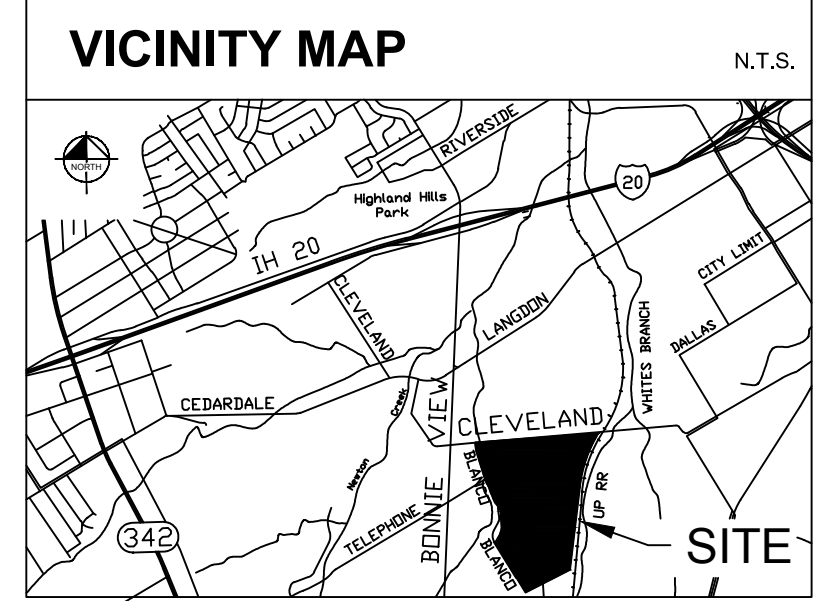 VICINITY MAP
N.T.S.
NORTH
RIVERSIDE
Highland Hills
Park
20
IH 20
CLEVELAND
LANGDON
CITY LIMIT
DALLAS
WHITES BRANCH
CEDARDALE
Creek
Newton
VIEW
BONNIE
CLEVELAND
BLANCO
TELEPHONE
BLANCO
UP RR
342
SITE